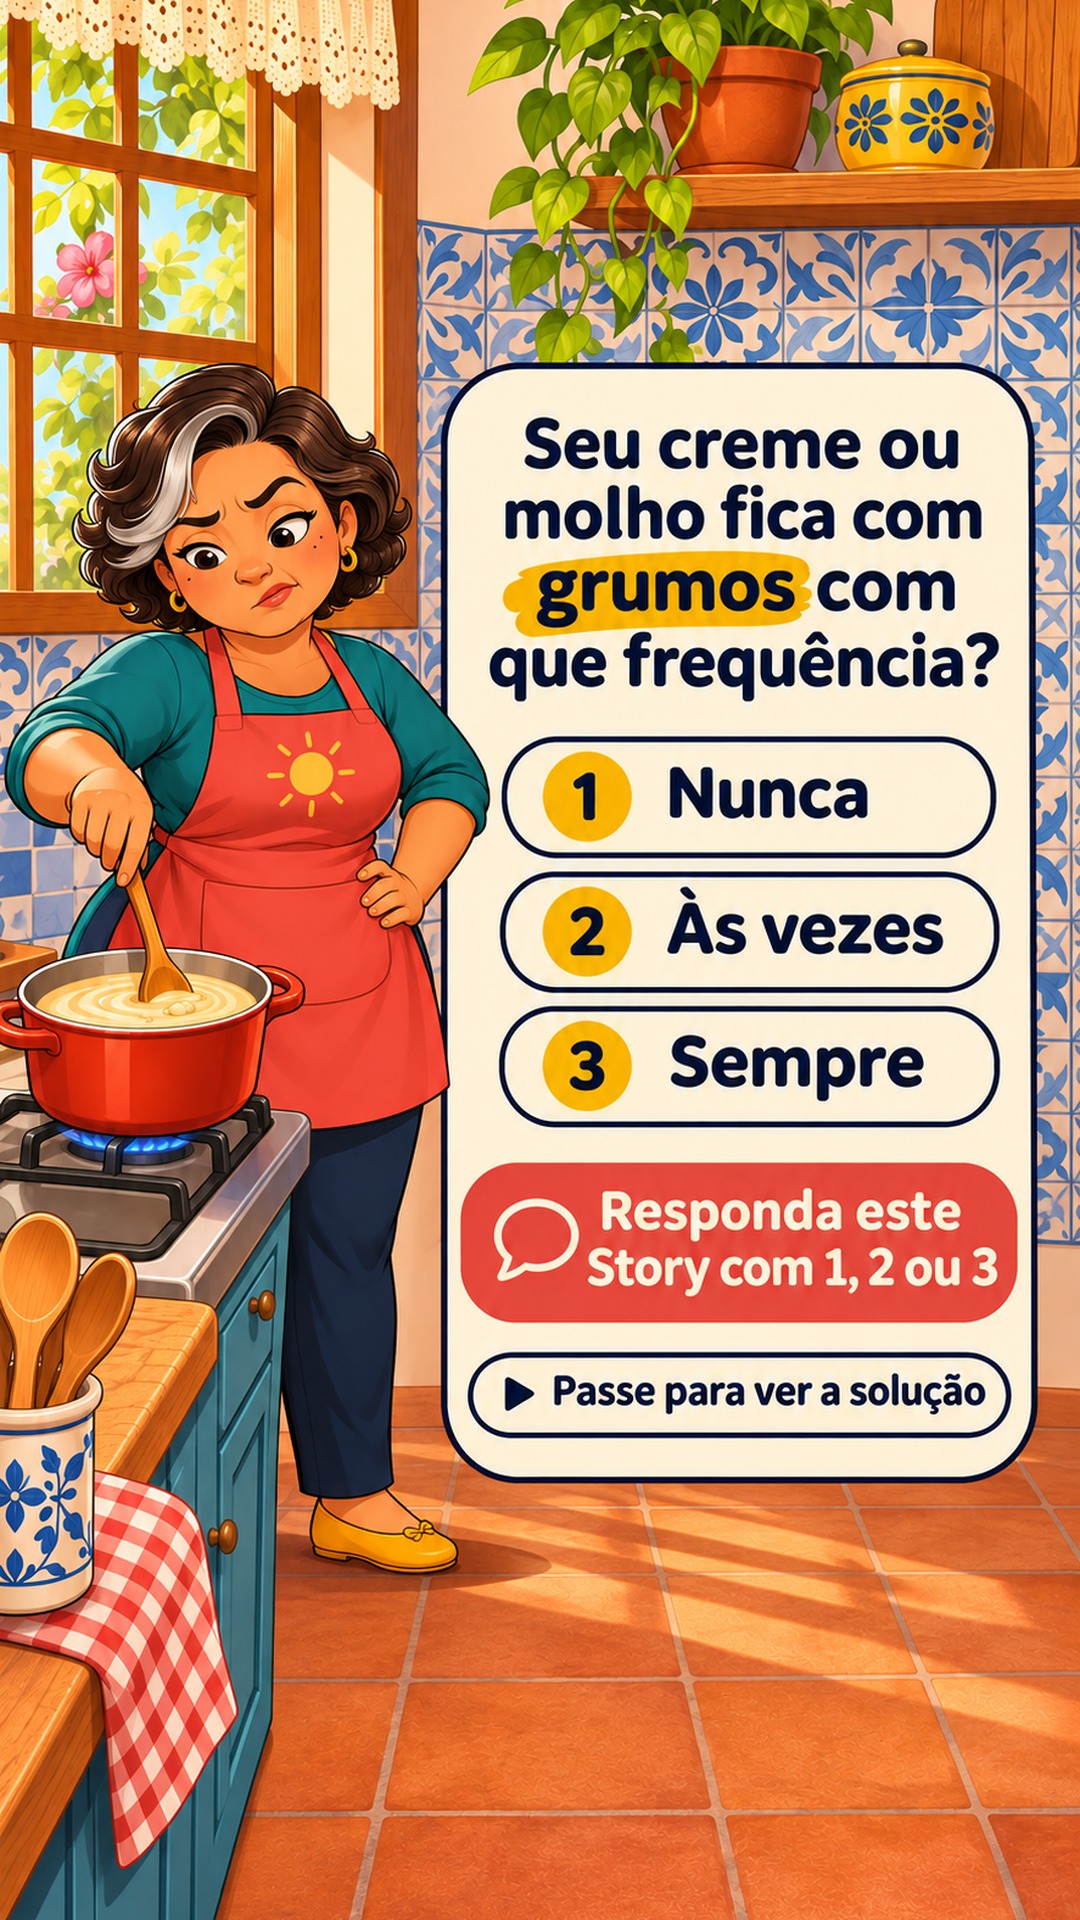 Seu creme ou
molho fica com
grumos com
que frequência?
1 Nunca
2 Às vezes
3 Sempre
Responda este
Story com 1, 2 ou 3
Passe para ver a solução